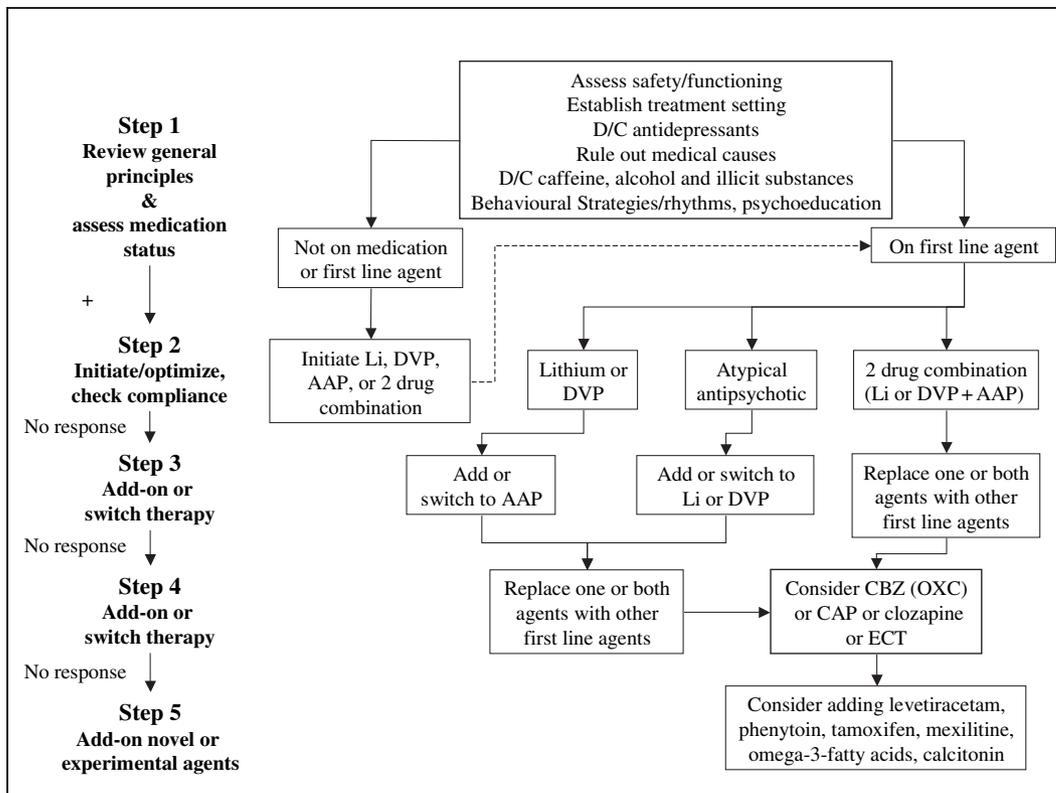 Assess safety/functioning
Establish treatment setting
D/C antidepressants
Rule out medical causes
D/C caffeine, alcohol and illicit substances
Behavioural Strategies/rhythms, psychoeducation
Step 1
Review general
principles
&
assess medication
status
Not on medication
or first line agent
On first line agent
+
Step 2
Initiate/optimize,
check compliance
Initiate Li, DVP,
AAP, or 2 drug
combination
Lithium or
DVP
Atypical
antipsychotic
2 drug combination
(Li or DVP + AAP)
No response
Step 3
Add-on or
switch therapy
Add or
switch to AAP
Add or switch to
Li or DVP
Replace one or both
agents with other
first line agents
No response
Step 4
Add-on or
switch therapy
Replace one or both
agents with other
first line agents
Consider CBZ (OXC)
or CAP or clozapine
or ECT
No response
Step 5
Add-on novel or
experimental agents
Consider adding levetiracetam,
phenytoin, tamoxifen, mexilitine,
omega-3-fatty acids, calcitonin